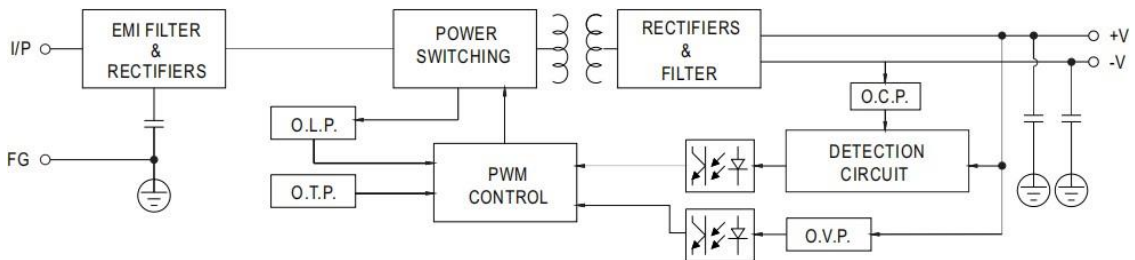 I/P
EMI FILTER
&
RECTIFIERS
POWER
SWITCHING
RECTIFIERS
&
FILTER
+V
-V
O.C.P.
O.L.P.
FG
PWM
CONTROL
DETECTION
CIRCUIT
O.T.P.
O.V.P.